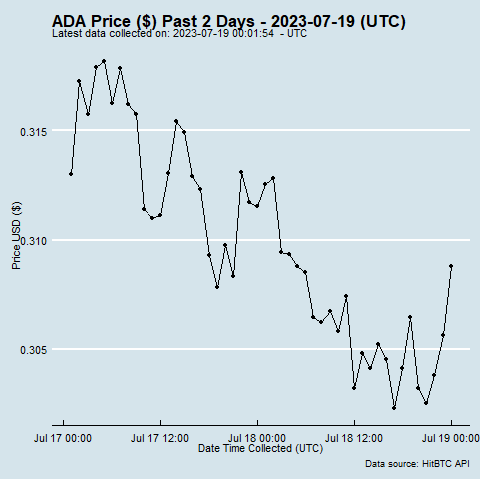 ADA Price ($) Past 2 Days - 2023-07-19 (UTC)
Latest data collected on: 2023-07-19 00:01:54 - UTC
Price USD ($)
0.315
0.310
0.305
Jul 17 00:00 Jul 17 12:00 Jul 18 00:00 Jul 18 12:00 Jul 19 00:00
Date Time Collected (UTC)
Data source: HitBTC API